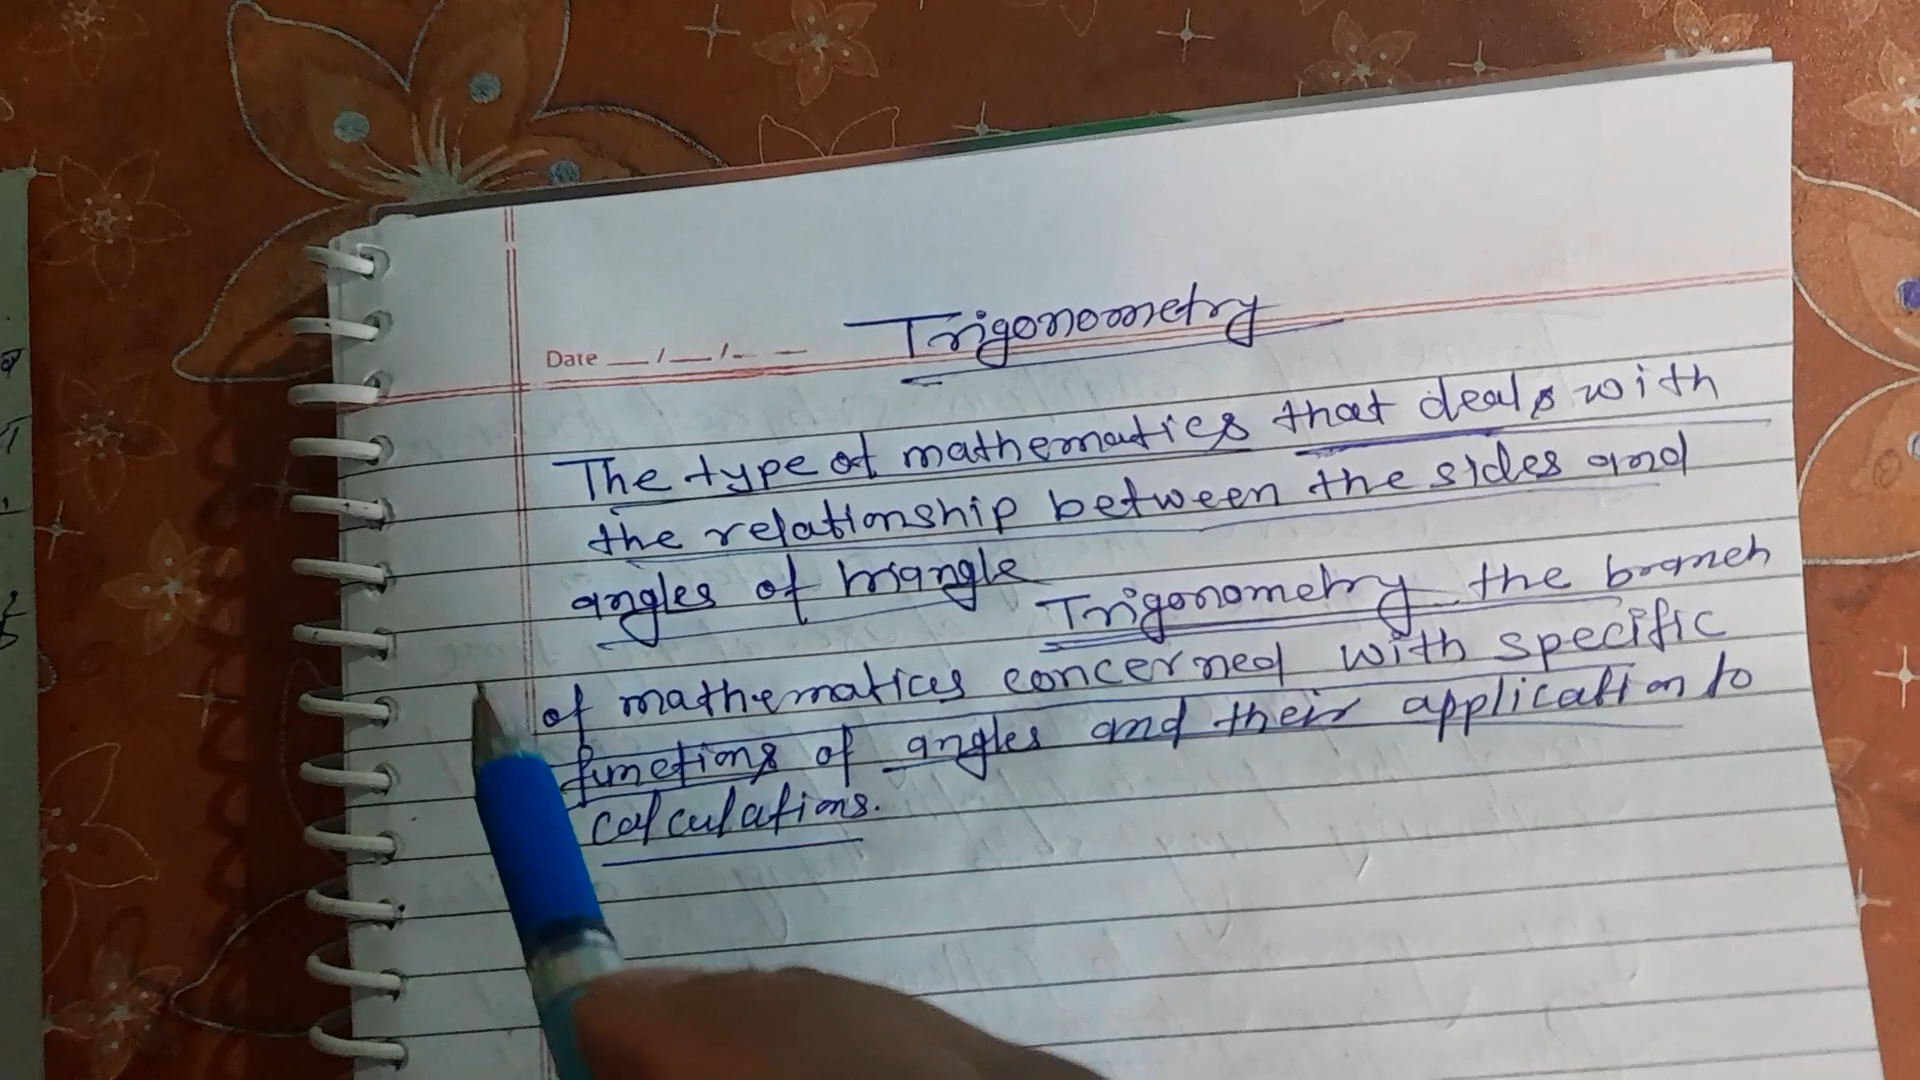 Trigonometry
Date __/__/__
The type of mathematics that deals with
the relationship between the sides and
angles of triangle
Trigonometry the branch
of mathematics concerned with specific
functions of angles and their application to
calculations.